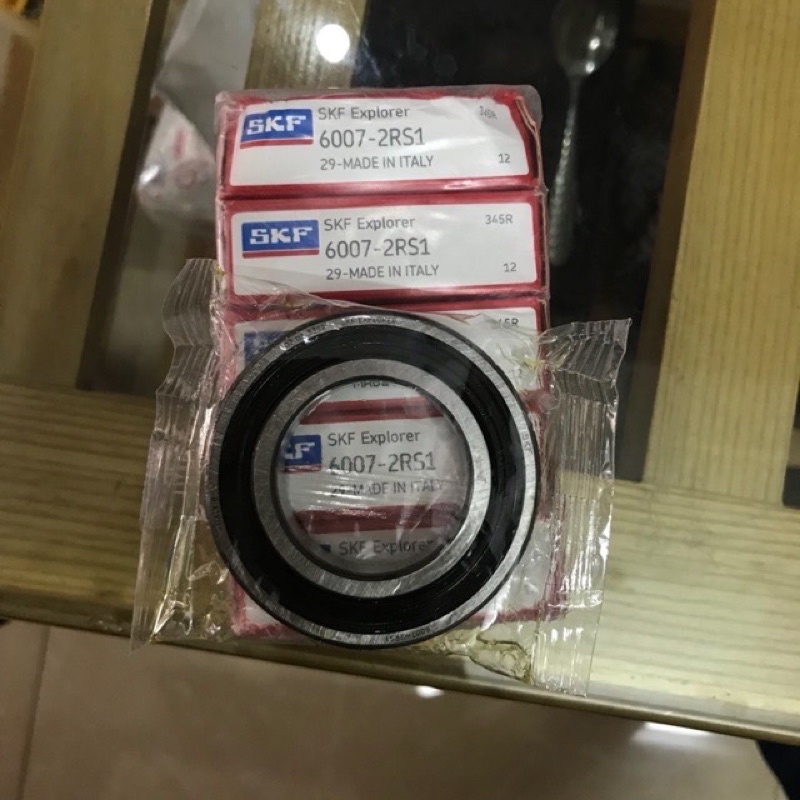 SKF
SKF Explorer
6007-2RS1
29-MADE IN ITALY
12
SKF
SKF Explorer
345R
6007-2RS1
29-MADE IN ITALY
12
SKF Explorer
6007-2RS1
29-MADE IN ITALY
SKF Explorer